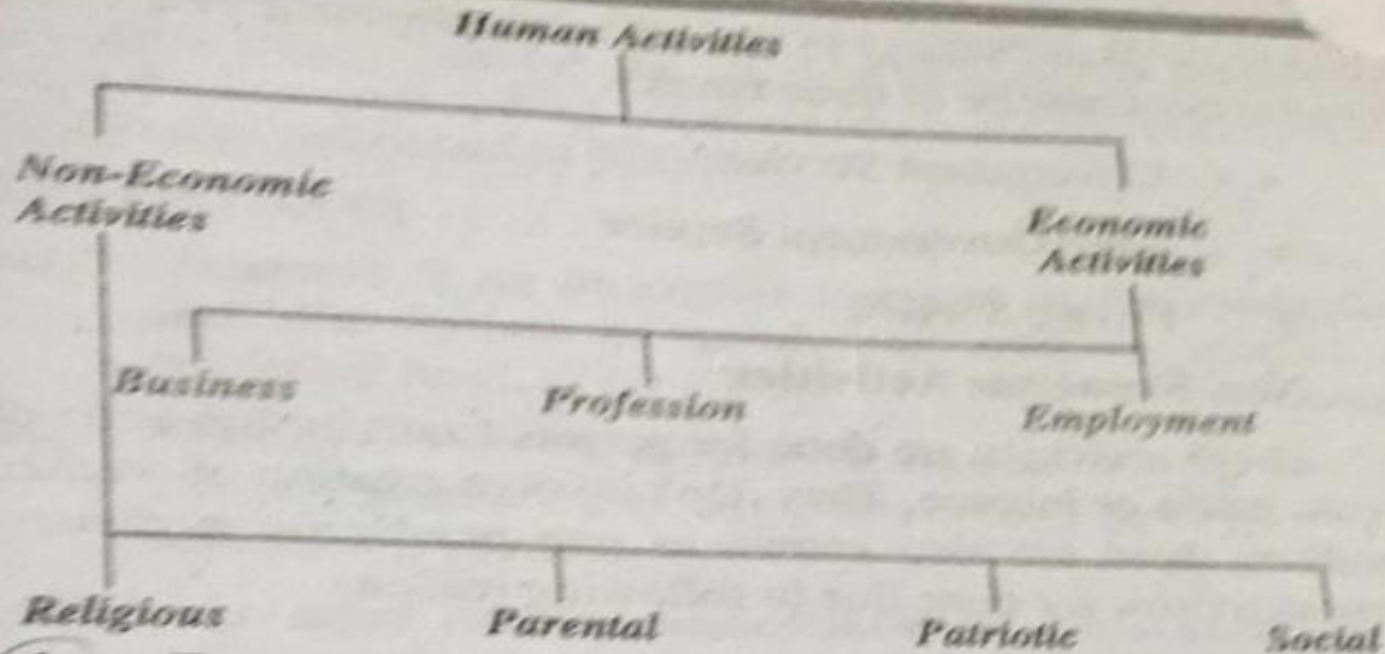 Human Activities
Non-Economic
Activities
Economic
Activities
Business
Profession
Employment
Religious
Parental
Patriotic
Social